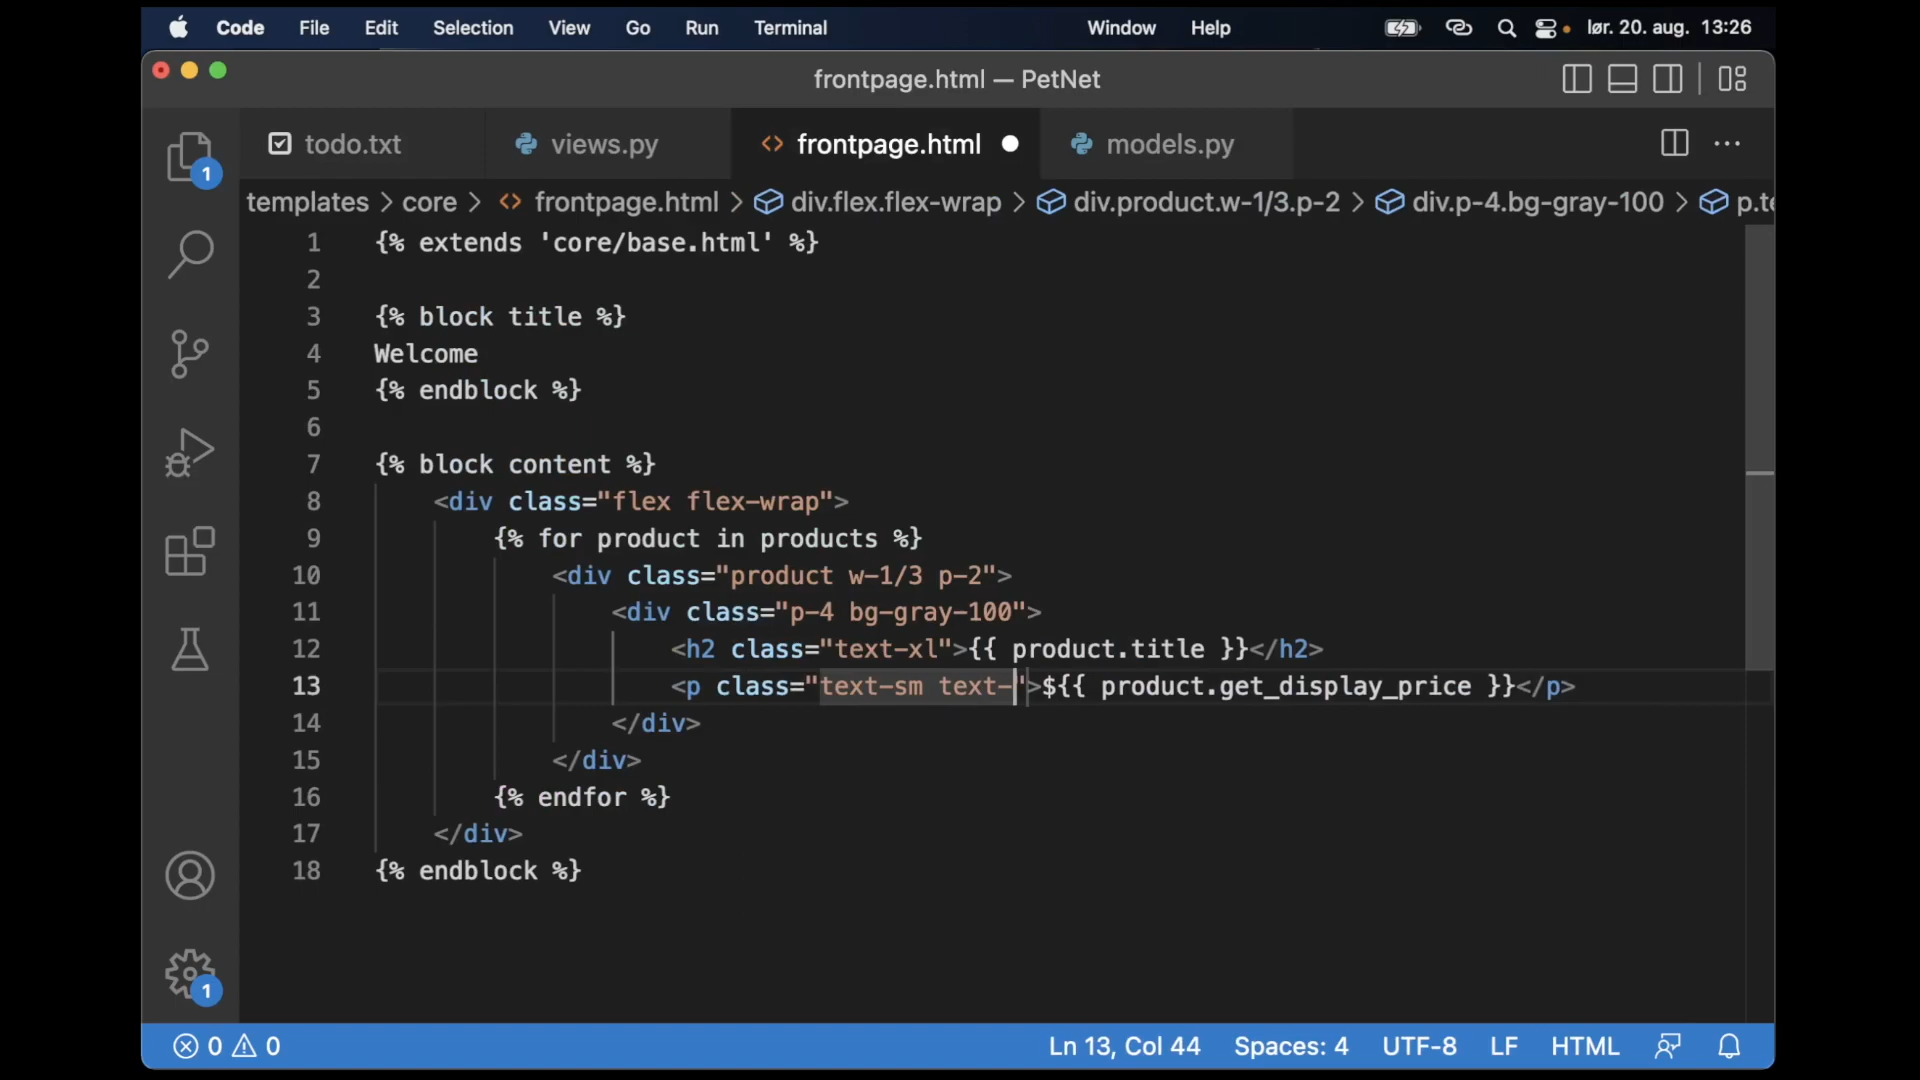 Code File Edit Selection View Go Run Terminal Window Help lør. 20. aug. 13:26
frontpage.html — PetNet
todo.txt views.py frontpage.html models.py
templates > core > frontpage.html > div.flex.flex-wrap > div.product.w-1/3.p-2 > div.p-4.bg-gray-100 >
1 {% extends 'core/base.html' %}
2
3 {% block title %}
4 Welcome
5 {% endblock %}
6
7 {% block content %}
8 <div class="flex flex-wrap">
9 {% for product in products %}
10 <div class="product w-1/3 p-2">
11 <div class="p-4 bg-gray-100">
12 <h2 class="text-xl">{{ product.title }}</h2>
13 <p class="text-sm text-">${{ product.get_display_price }}</p>
14 </div>
15 </div>
16 {% endfor %}
17 </div>
18 {% endblock %}
1
1
0 0 Ln 13, Col 44 Spaces: 4 UTF-8 LF HTML